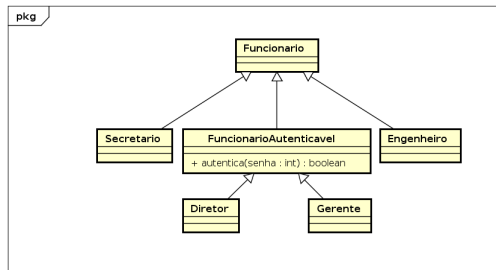 pkg
Funcionario
Secretario
FuncionarioAutenticavel
+ autentica(senha : int) : boolean
Engenheiro
Diretor
Gerente